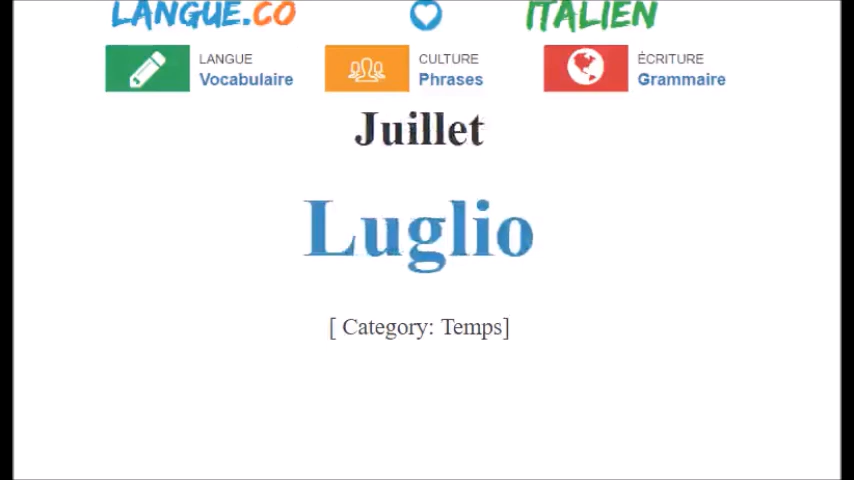 LANGUE.CO
ITALIEN
LANGUE
Vocabulaire
CULTURE
Phrases
ÉCRITURE
Grammaire
Juillet
Luglio
[ Category: Temps]